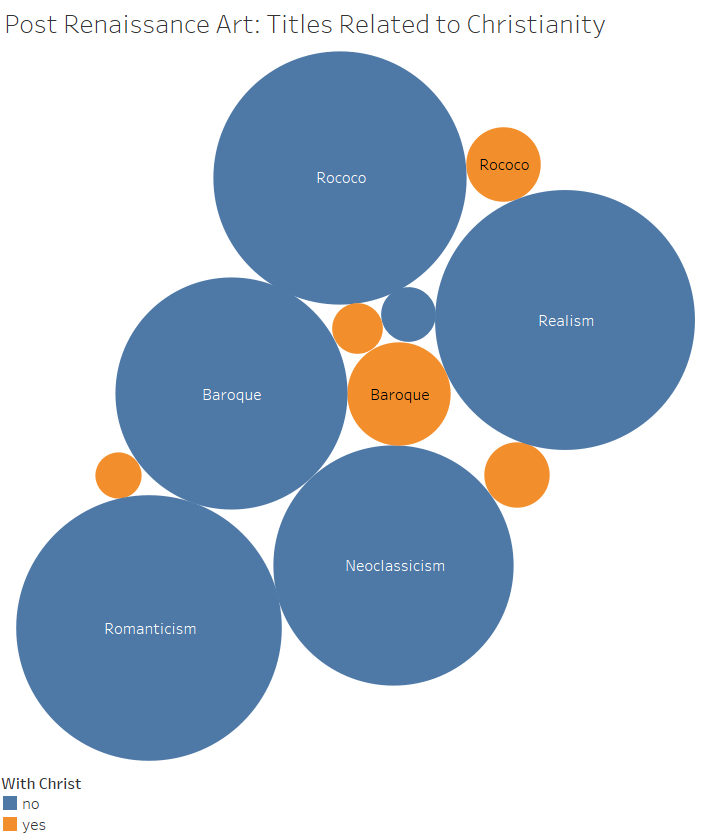 Post Renaissance Art: Titles Related to Christianity
Rococo
Rococo
Realism
Baroque
Baroque
Neoclassicism
Romanticism
With Christ
no
yes